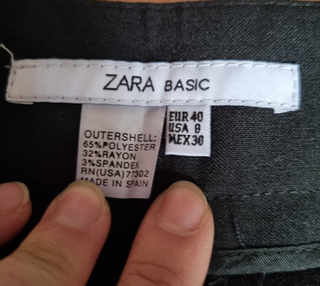 ZARA BASIC
OUTERSHELL:
65%POLYESTER
32%RAYON
3%SPANDEX
RN(USA)77302
MADE IN SPAIN
EUR 40
USA 8
MEX 30